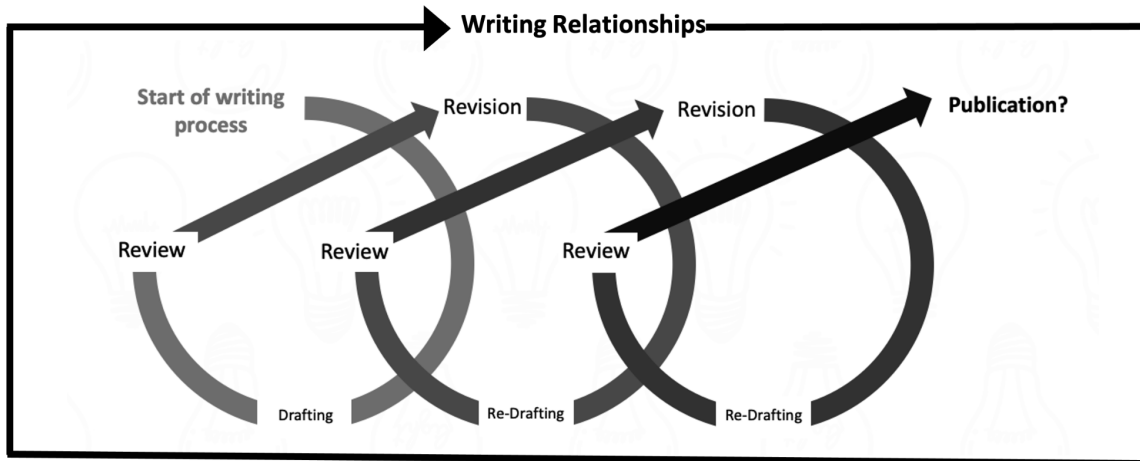 Writing Relationships
Start of writing
process
Revision
Revision
Publication?
Review
Review
Review
Drafting
Re-Drafting
Re-Drafting